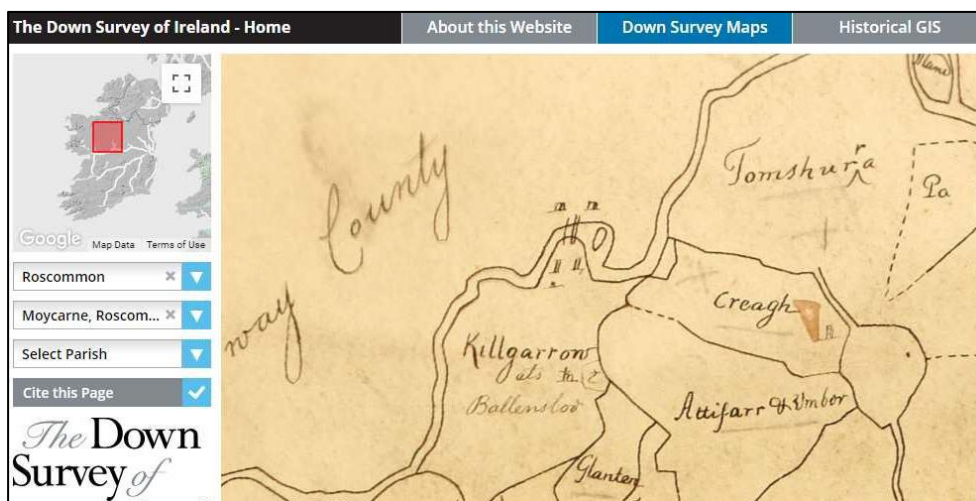 The Down Survey of Ireland - Home
About this Website
Down Survey Maps
Historical GIS
Google
Map Data
Terms of Use
Roscommon
Moycarne, Roscom...
Select Parish
Cite this Page
The Down
Survey of
County
way
Tomshura
r
Pa
Creagh
Killgarrow
als
Ballensloo
Attifarr & Umbor
Glanten